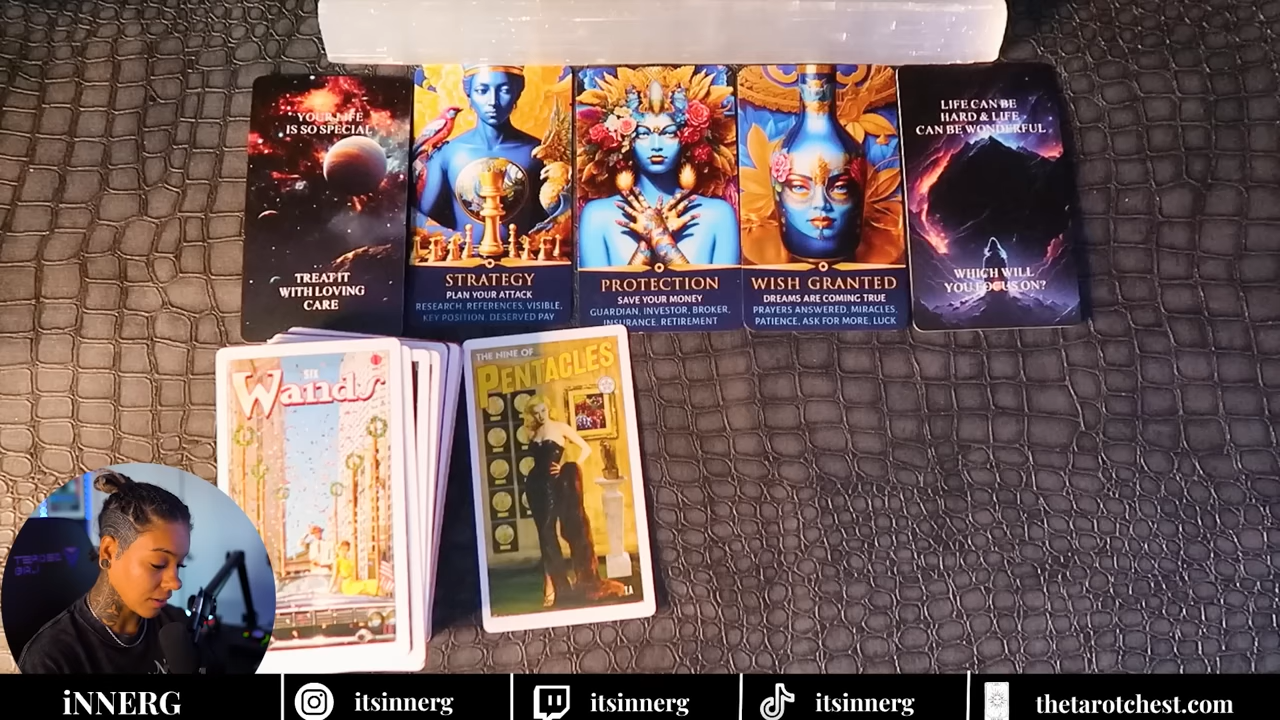 YOUR LIFE
IS SO SPECIAL
TREAT IT
WITH LOVING
CARE
STRATEGY
PLAN YOUR ATTACK
RESEARCH, REFERENCES, VISIBLE,
KEY POSITION, DESERVED PAY
PROTECTION
SAVE YOUR MONEY
GUARDIAN, INVESTOR, BROKER,
INSURANCE, RETIREMENT
WISH GRANTED
DREAMS ARE COMING TRUE
PRAYERS ANSWERED, MIRACLES,
PATIENCE, ASK FOR MORE, LUCK
LIFE CAN BE
HARD & LIFE
CAN BE WONDERFUL
WHICH WILL
YOU FOCUS ON?
SIX
Wands
THE NINE OF
PENTACLES
iNNERG
itsinnerg
itsinnerg
itsinnerg
thetarotchest.com